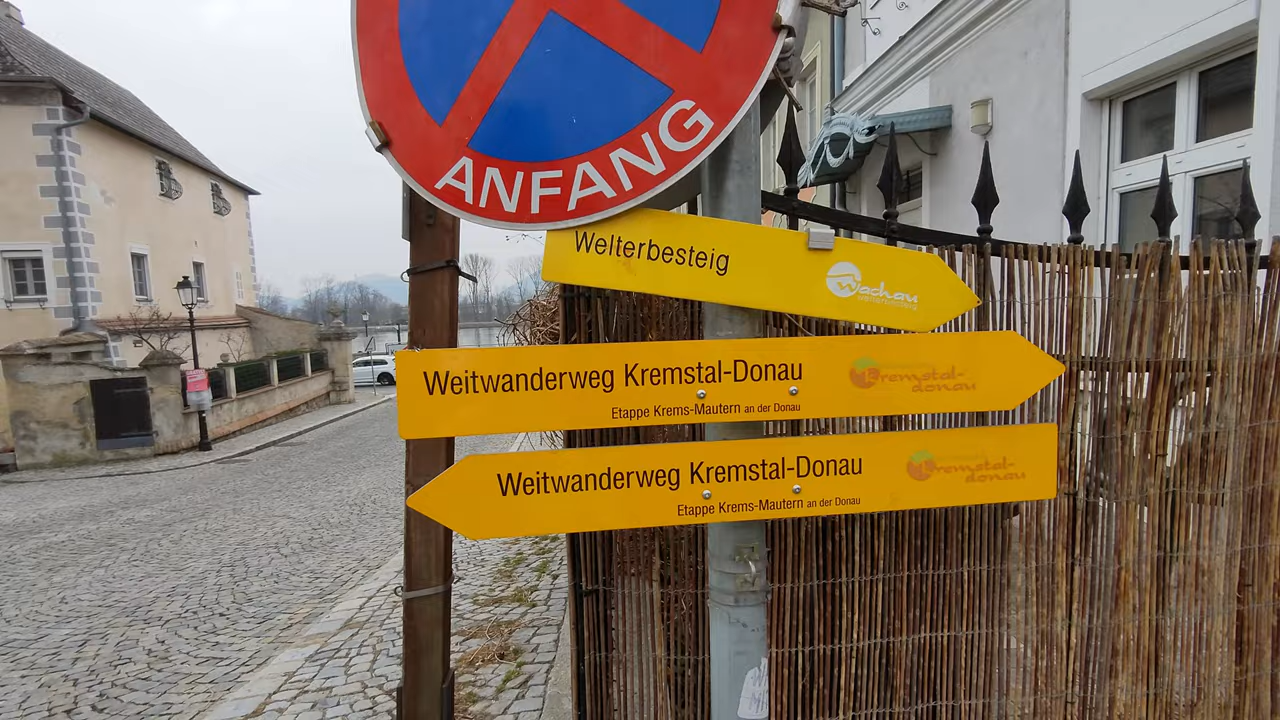 ANFANG
Welterbesteig
Wachau
Weitwanderweg Kremstal-Donau
Kremstal-
donau
Etappe Krems-Mautern an der Donau
Weitwanderweg Kremstal-Donau
Kremstal-
donau
Etappe Krems-Mautern an der Donau